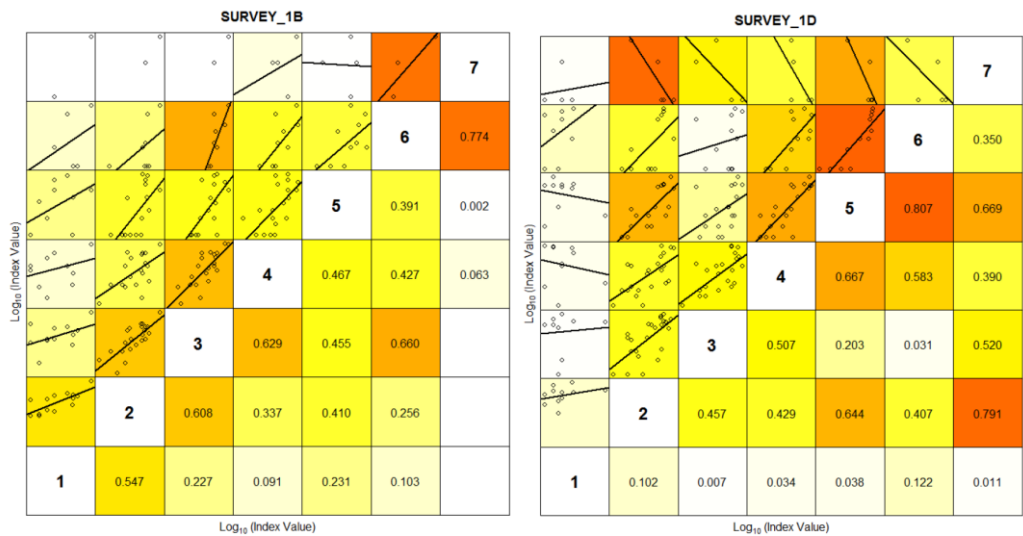 SURVEY_1B
7
6 0.774
5 0.391 0.002
4 0.467 0.427 0.063
3 0.629 0.455 0.660
2 0.608 0.337 0.410 0.256
1 0.547 0.227 0.091 0.231 0.103
Log10 (Index Value)
Log10 (Index Value)
SURVEY_1D
7
6 0.350
5 0.807 0.669
4 0.667 0.583 0.390
3 0.507 0.203 0.031 0.520
2 0.457 0.429 0.644 0.407 0.791
1 0.102 0.007 0.034 0.038 0.122 0.011
Log10 (Index Value)
Log10 (Index Value)